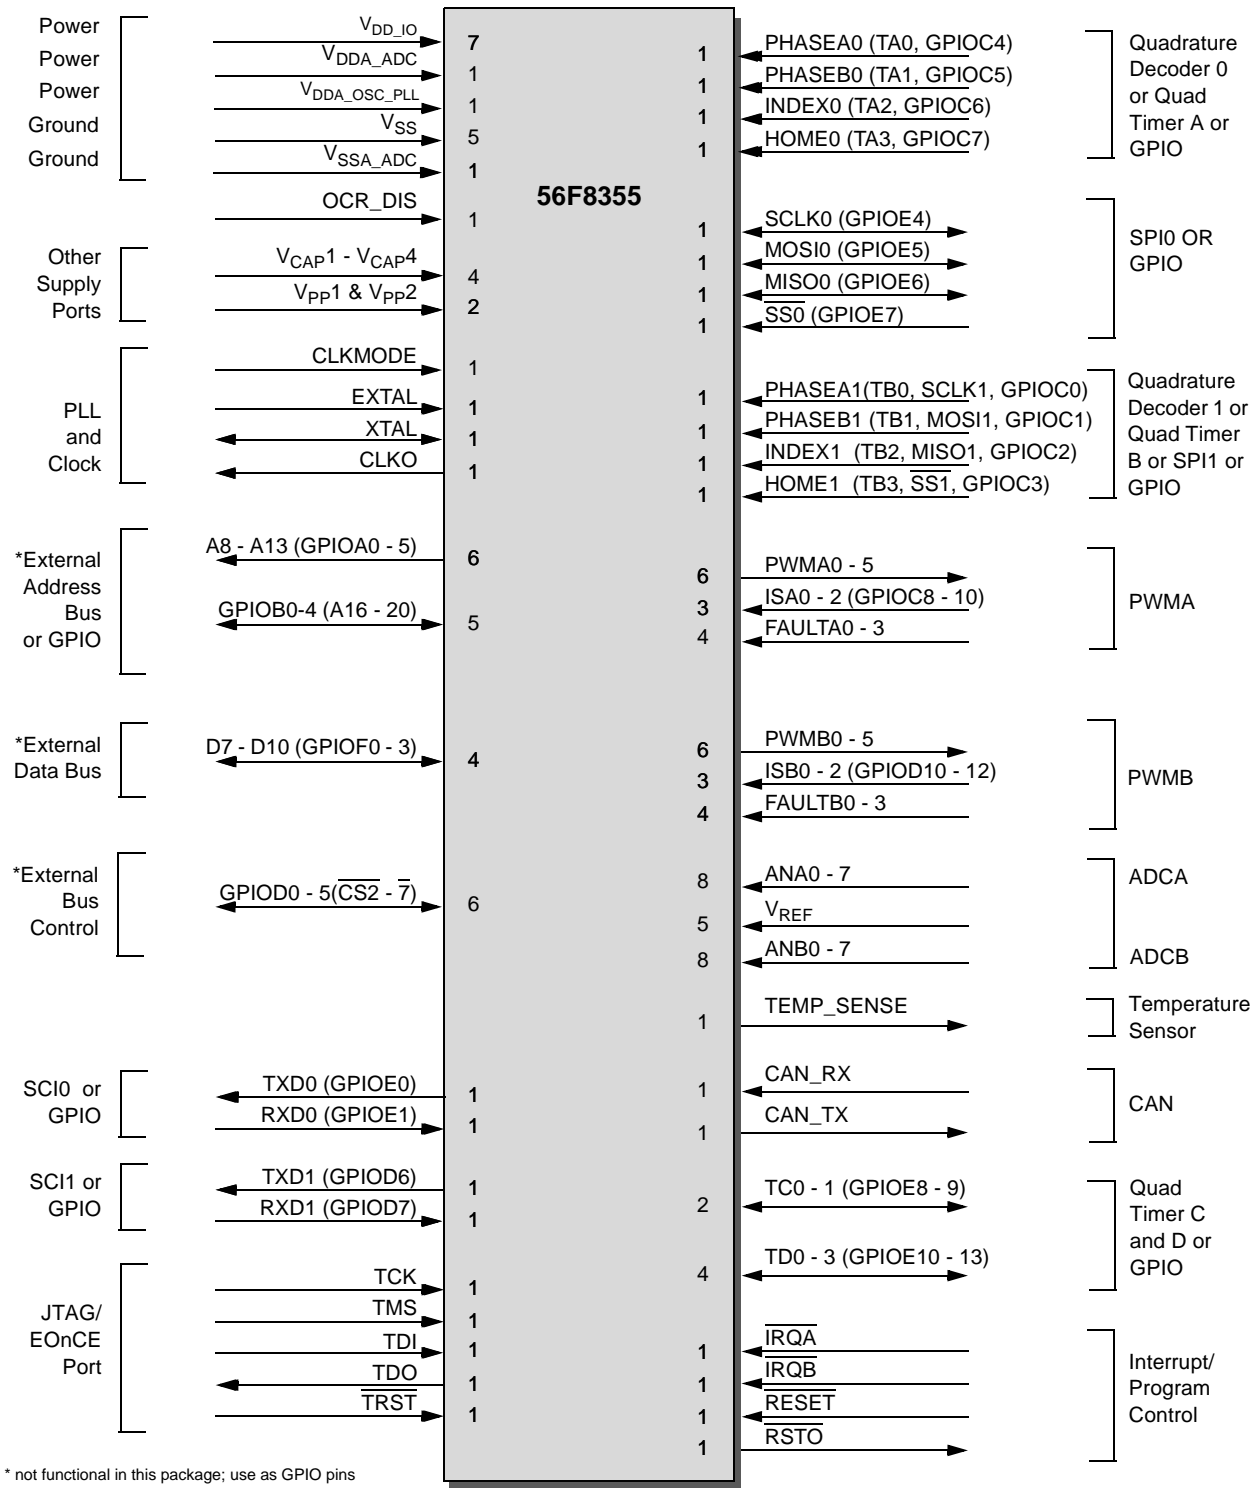 Power
V_DD_IO
7
Power
V_DDA_ADC
1
Power
V_DDA_OSC_PLL
1
Ground
V_SS
5
Ground
V_SSA_ADC
1
OCR_DIS
1
Other
Supply
Ports
V_CAP1 - V_CAP4
4
V_PP1 & V_PP2
2
PLL
and
Clock
CLKMODE
1
EXTAL
1
XTAL
1
CLKO
1
*External
Address
Bus
or GPIO
A8 - A13 (GPIOA0 - 5)
6
GPIOB0-4 (A16 - 20)
5
*External
Data Bus
D7 - D10 (GPIOF0 - 3)
4
*External
Bus
Control
GPIOD0 - 5(CS2 - 7)
6
SCI0 or
GPIO
TXD0 (GPIOE0)
1
RXD0 (GPIOE1)
1
SCI1 or
GPIO
TXD1 (GPIOD6)
1
RXD1 (GPIOD7)
1
JTAG/
EOnCE
Port
TCK
1
TMS
1
TDI
1
TDO
1
TRST
1
56F8355
1
PHASEA0 (TA0, GPIOC4)
1
PHASEB0 (TA1, GPIOC5)
1
INDEX0 (TA2, GPIOC6)
1
HOME0 (TA3, GPIOC7)
Quadrature
Decoder 0
or Quad
Timer A or
GPIO
1
SCLK0 (GPIOE4)
1
MOSI0 (GPIOE5)
1
MISO0 (GPIOE6)
1
SS0 (GPIOE7)
SPI0 OR
GPIO
1
PHASEA1(TB0, SCLK1, GPIOC0)
1
PHASEB1 (TB1, MOSI1, GPIOC1)
1
INDEX1 (TB2, MISO1, GPIOC2)
1
HOME1 (TB3, SS1, GPIOC3)
Quadrature
Decoder 1 or
Quad Timer
B or SPI1 or
GPIO
6
PWMA0 - 5
3
ISA0 - 2 (GPIOC8 - 10)
4
FAULTA0 - 3
PWMA
6
PWMB0 - 5
3
ISB0 - 2 (GPIOD10 - 12)
4
FAULTB0 - 3
PWMB
8
ANA0 - 7
ADCA
5
V_REF
8
ANB0 - 7
ADCB
1
TEMP_SENSE
Temperature
Sensor
1
CAN_RX
1
CAN_TX
CAN
2
TC0 - 1 (GPIOE8 - 9)
4
TD0 - 3 (GPIOE10 - 13)
Quad
Timer C
and D or
GPIO
1
IRQA
1
IRQB
1
RESET
1
RSTO
Interrupt/
Program
Control
* not functional in this package; use as GPIO pins